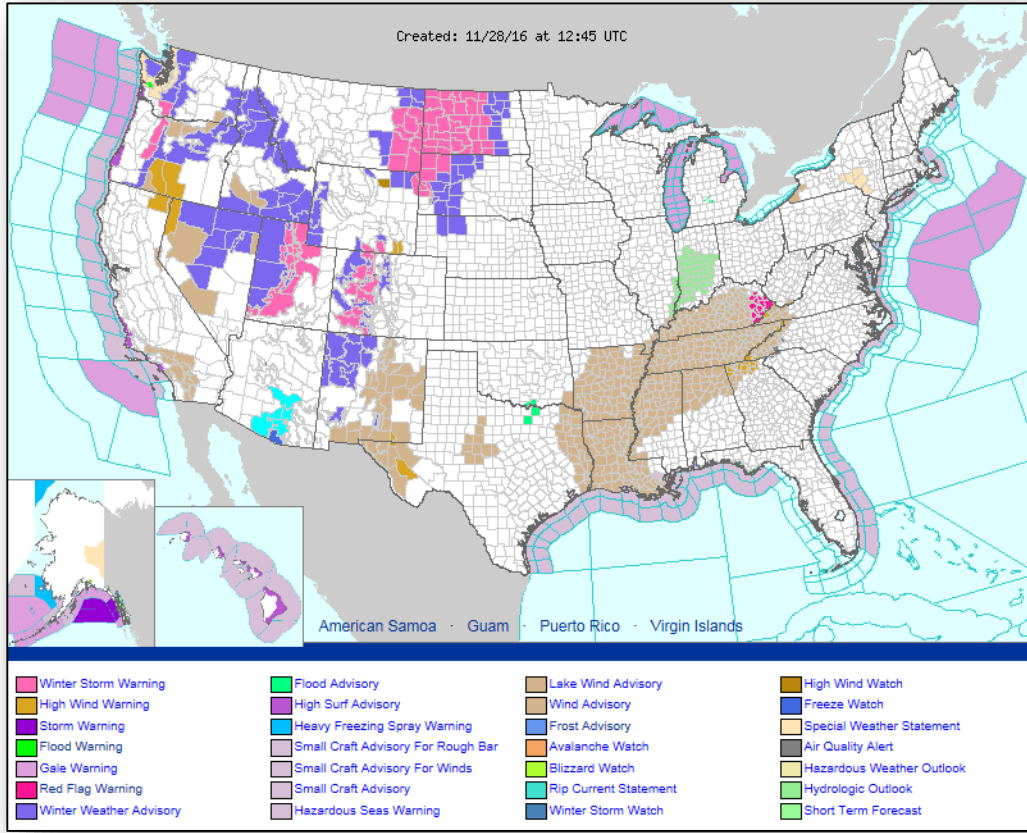 Created: 11/28/16 at 12:45 UTC
American Samoa · Guam · Puerto Rico · Virgin Islands
Winter Storm Warning
Flood Advisory
Lake Wind Advisory
High Wind Watch
High Wind Warning
High Surf Advisory
Wind Advisory
Freeze Watch
Storm Warning
Heavy Freezing Spray Warning
Frost Advisory
Special Weather Statement
Flood Warning
Small Craft Advisory For Rough Bar
Avalanche Watch
Air Quality Alert
Gale Warning
Small Craft Advisory For Winds
Blizzard Watch
Hazardous Weather Outlook
Red Flag Warning
Small Craft Advisory
Rip Current Statement
Hydrologic Outlook
Winter Weather Advisory
Hazardous Seas Warning
Winter Storm Watch
Short Term Forecast